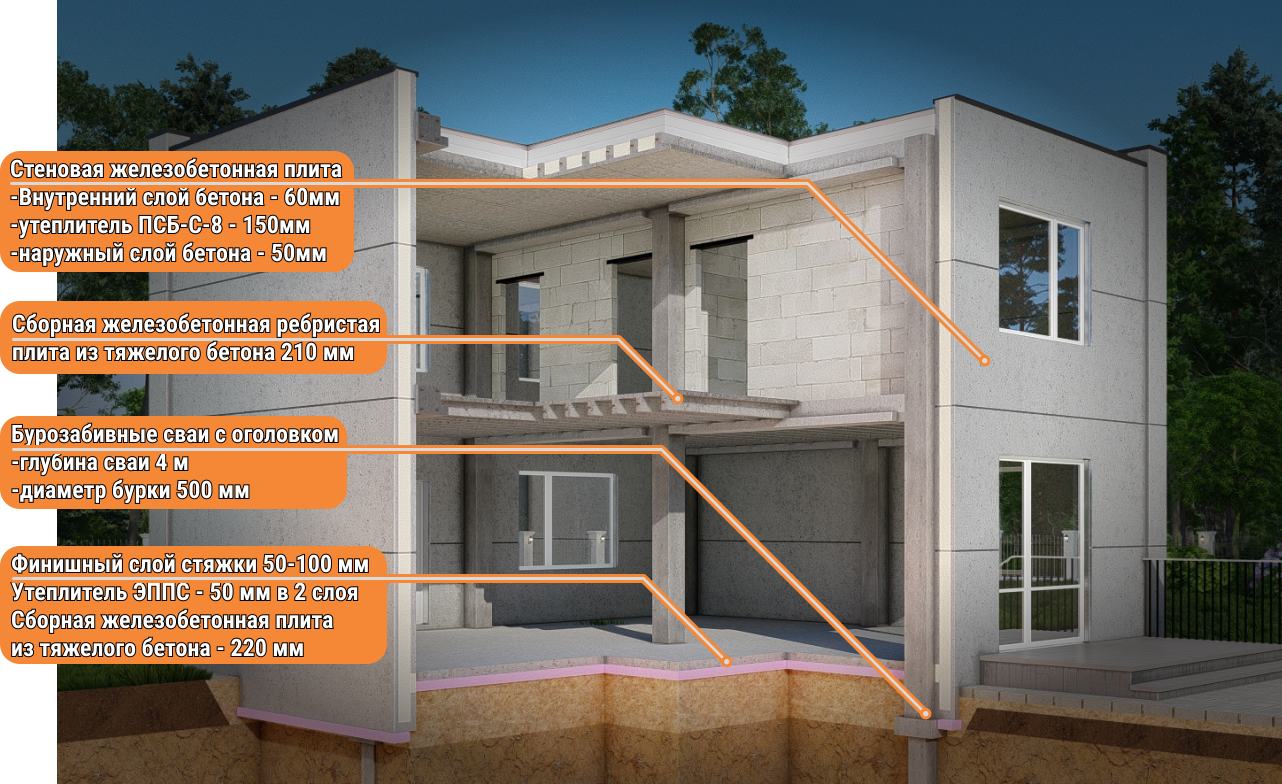 Стеновая железобетонная плита
-Внутренний слой бетона - 60мм
-утеплитель ПСБ-С-8 - 150мм
-наружный слой бетона - 50мм
Сборная железобетонная ребристая
плита из тяжелого бетона 210 мм
Бурозабивные сваи с оголовком
-глубина сваи 4 м
-диаметр бурки 500 мм
Финишный слой стяжки 50-100 мм
Утеплитель ЭППС - 50 мм в 2 слоя
Сборная железобетонная плита
из тяжелого бетона - 220 мм